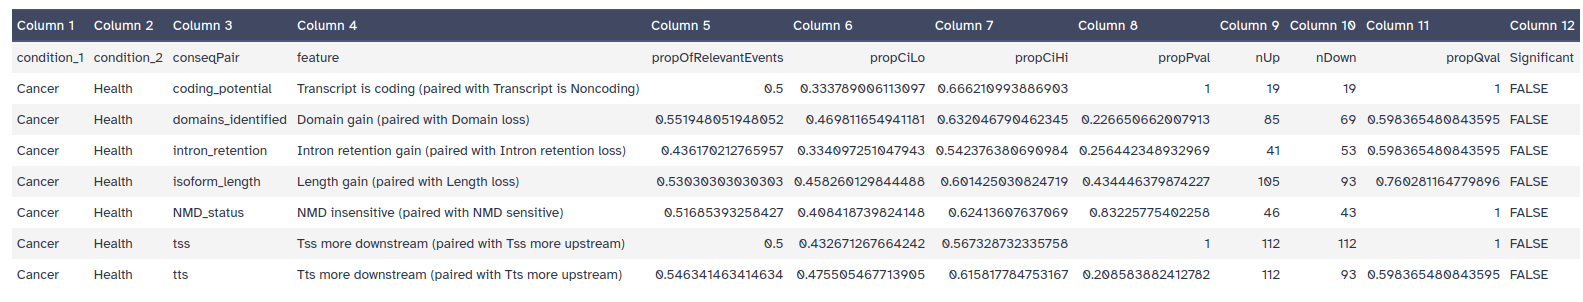 Column 1 Column 2 Column 3 Column 4 Column 5 Column 6 Column 7 Column 8 Column 9 Column 10 Column 11 Column 12
condition_1 condition_2 conseqPair feature propOfRelevantEvents propCiLo propCiHi propPval nUp nDown propQval Significant
Cancer Health coding_potential Transcript is coding (paired with Transcript is Noncoding) 0.5 0.333789006113097 0.666210993886903 1 19 19 1 FALSE
Cancer Health domains_identified Domain gain (paired with Domain loss) 0.551948051948052 0.469811654941181 0.632046790462345 0.226650662007913 85 69 0.598365480843595 FALSE
Cancer Health intron_retention Intron retention gain (paired with Intron retention loss) 0.436170212765957 0.334097251047943 0.542376380690984 0.256442348932969 41 53 0.598365480843595 FALSE
Cancer Health isoform_length Length gain (paired with Length loss) 0.53030303030303 0.458260129844488 0.601425030824719 0.434446379874227 105 93 0.760281164779896 FALSE
Cancer Health NMD_status NMD insensitive (paired with NMD sensitive) 0.51685393258427 0.408418739824148 0.62413607637069 0.83225775402258 46 43 1 FALSE
Cancer Health tss Tss more downstream (paired with Tss more upstream) 0.5 0.432671267664242 0.567328732335758 1 112 112 1 FALSE
Cancer Health tts Tts more downstream (paired with Tts more upstream) 0.546341463414634 0.475505467713905 0.615817784753167 0.208583882412782 112 93 0.598365480843595 FALSE